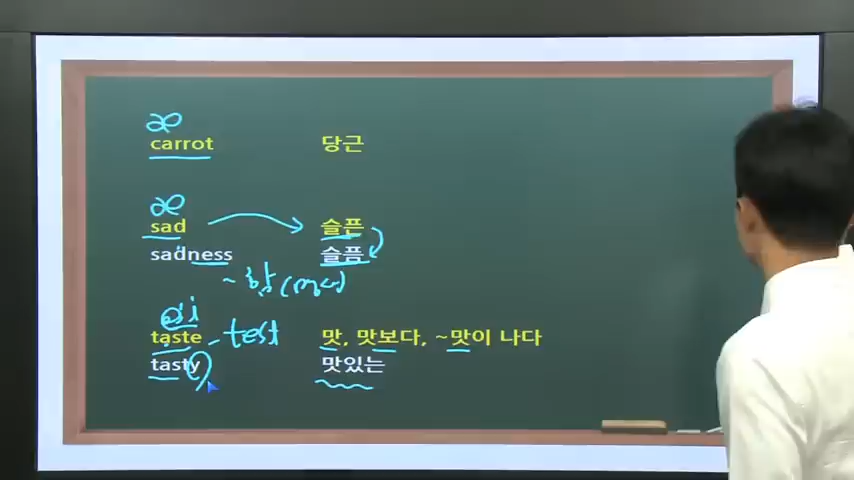 æ
carrot 당근
æ
sad 슬픈
sadness 슬픔
~함 (명사)
ei
taste - test 맛, 맛보다, ~맛이 나다
tasty 맛있는